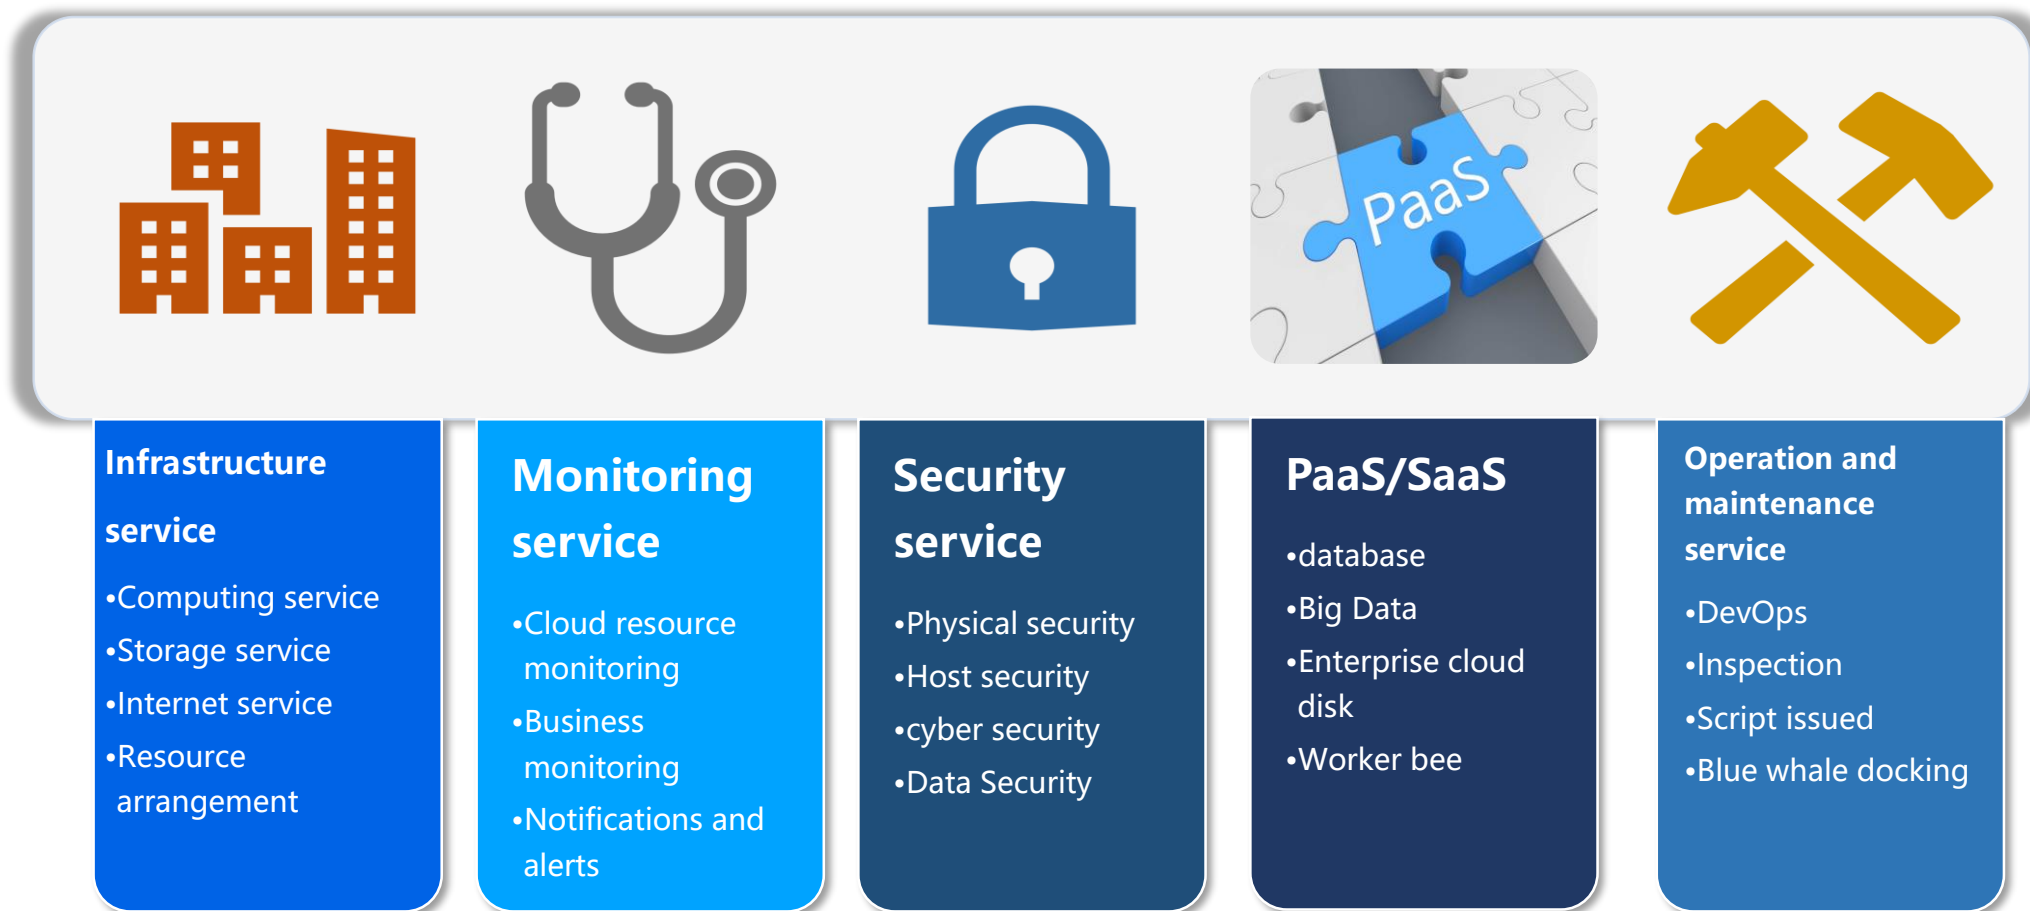 PaaS
Infrastructure
service
•Computing service
•Storage service
•Internet service
•Resource
arrangement
Monitoring
service
•Cloud resource
monitoring
•Business
monitoring
•Notifications and
alerts
Security
service
•Physical security
•Host security
•cyber security
•Data Security
PaaS/SaaS
•database
•Big Data
•Enterprise cloud
disk
•Worker bee
Operation and
maintenance
service
•DevOps
•Inspection
•Script issued
•Blue whale docking